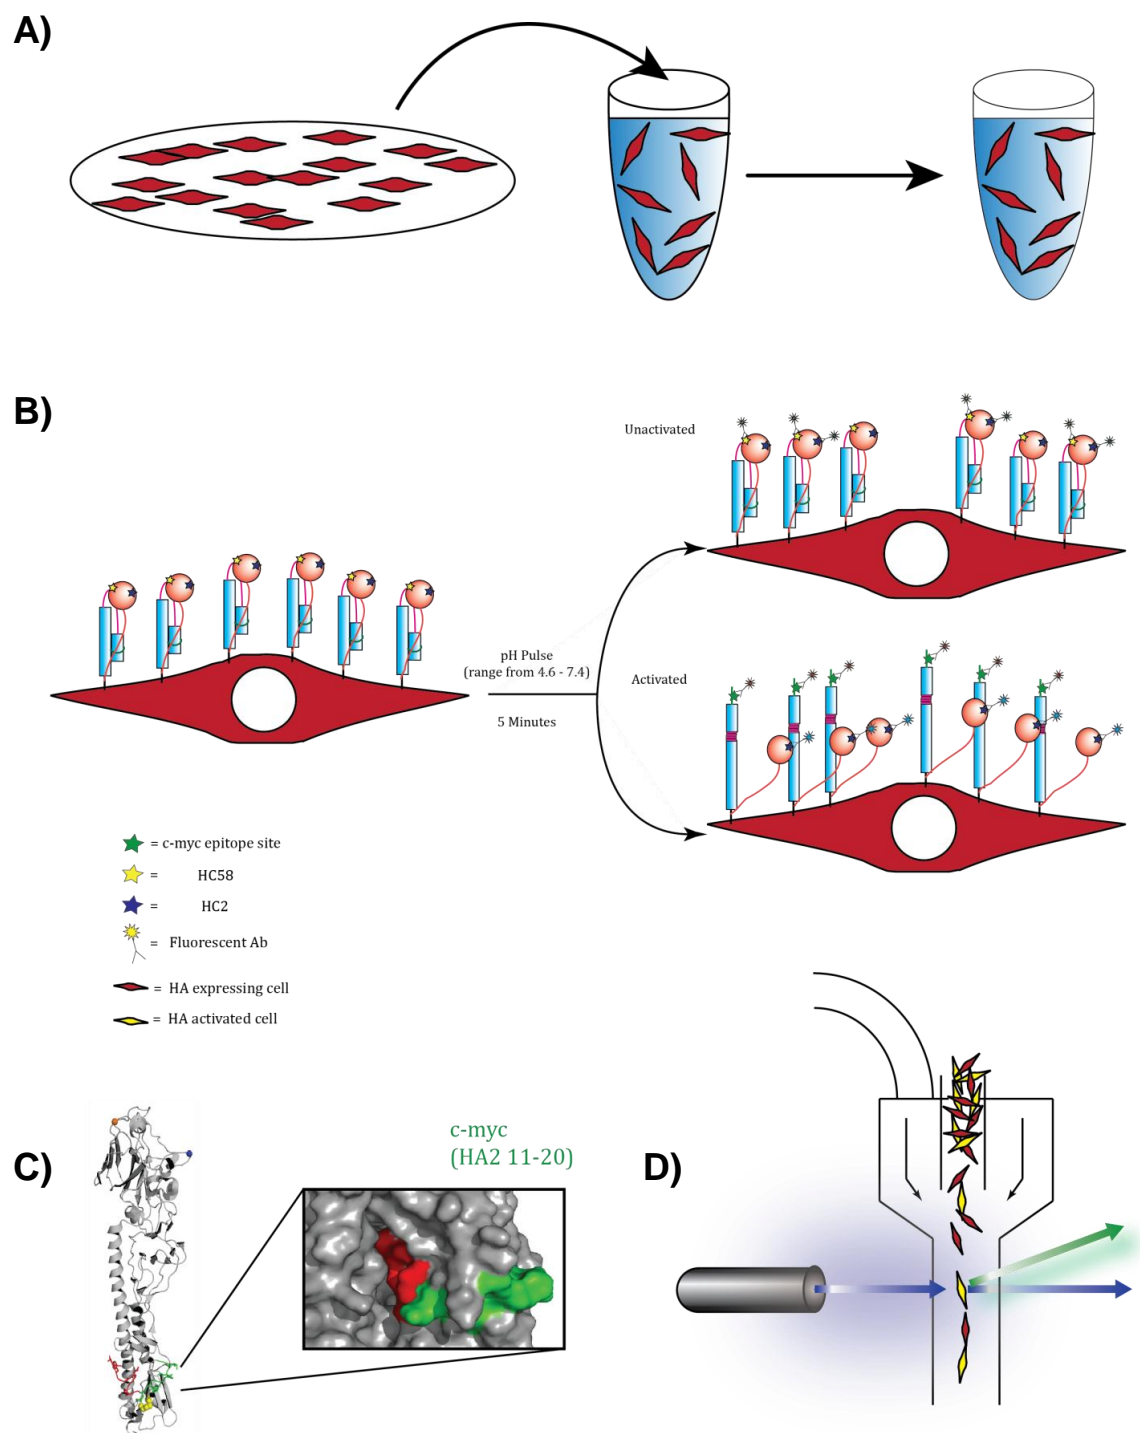 A)
B)
Unactivated
pH Pulse
(range from 4.6 - 7.4)
5 Minutes
Activated
= c-myc epitope site
= HC58
= HC2
= Fluorescent Ab
= HA expressing cell
= HA activated cell
C)
c-myc
(HA2 11-20)
D)